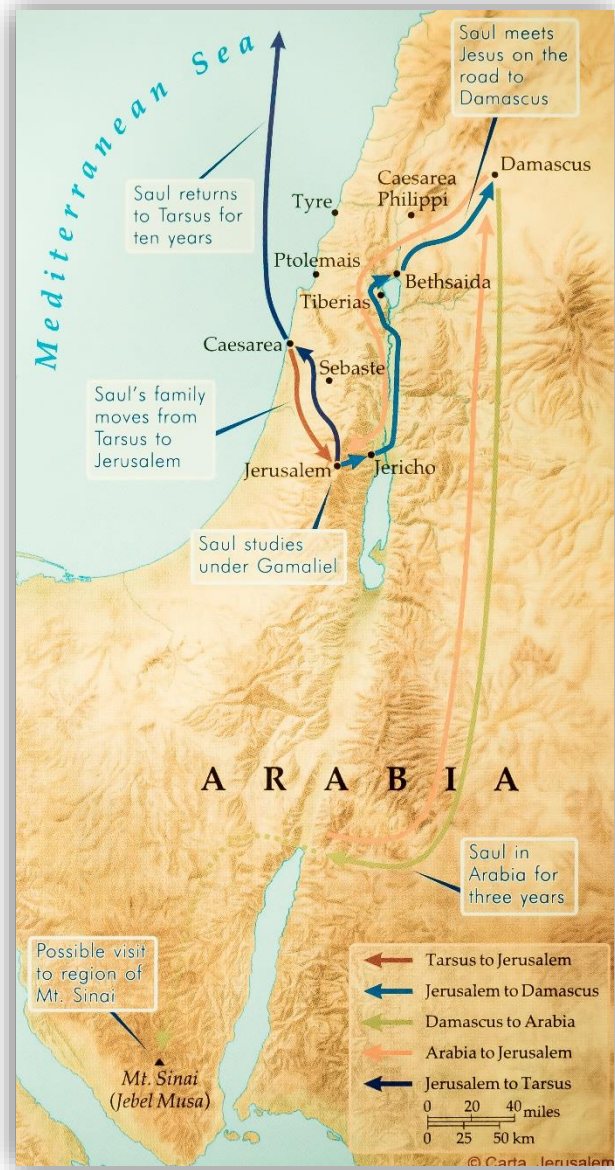 Mediterranean Sea
Saul meets
Jesus on the
road to
Damascus
Damascus
Caesarea
Philippi
Saul returns
to Tarsus for
ten years
Tyre
Ptolemais
Bethsaida
Tiberias
Caesarea
Sebaste
Saul's family
moves from
Tarsus to
Jerusalem
Jerusalem
Jericho
Saul studies
under Gamaliel
ARABIA
Saul in
Arabia for
three years
Possible visit
to region of
Mt. Sinai
Mt. Sinai
(Jebel Musa)
Tarsus to Jerusalem
Jerusalem to Damascus
Damascus to Arabia
Arabia to Jerusalem
Jerusalem to Tarsus
0 20 40 miles
0 25 50 km
© Carta, Jerusalem